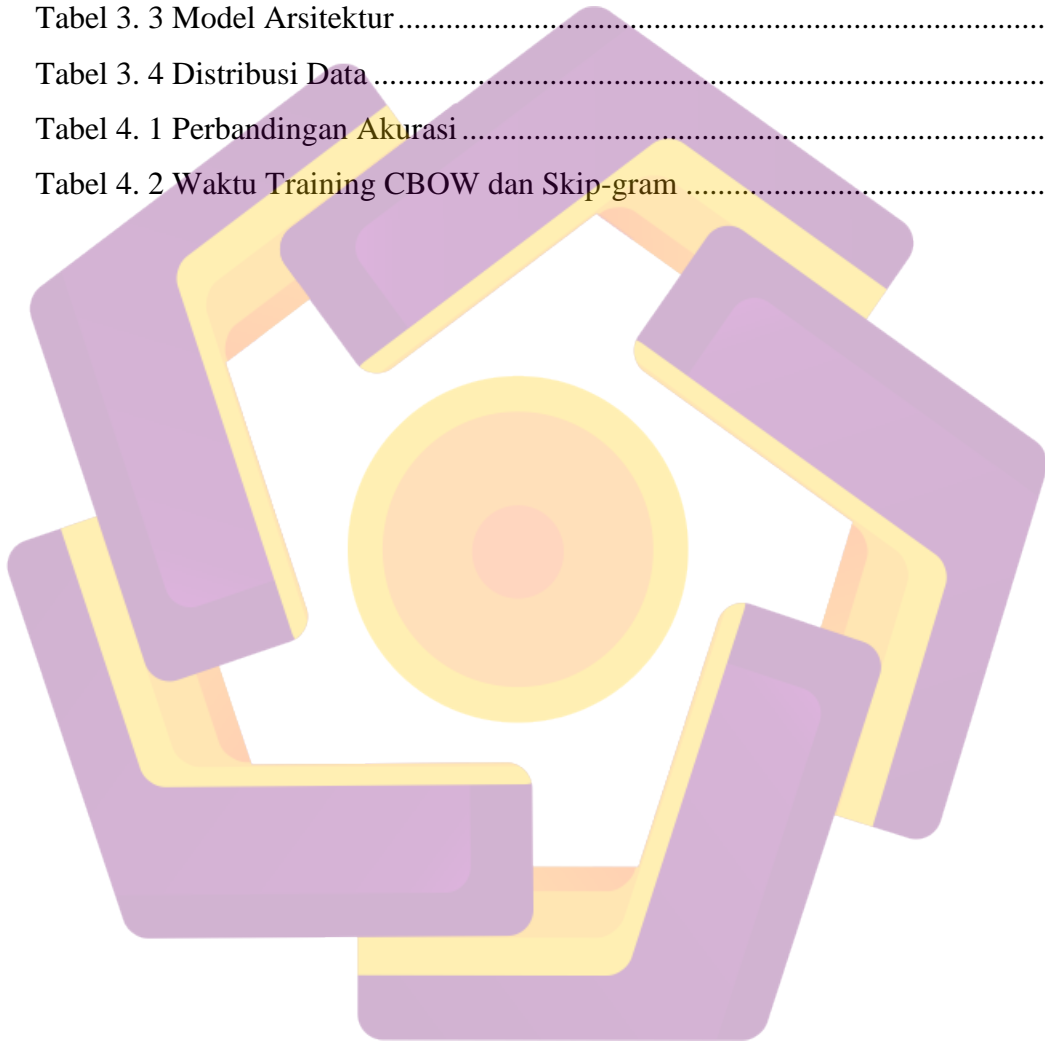 Tabel 3. 3 Model Arsitektur ................................................................................
Tabel 3. 4 Distribusi Data ...................................................................................
Tabel 4. 1 Perbandingan Akurasi ........................................................................
Tabel 4. 2 Waktu Training CBOW dan Skip-gram ............................................